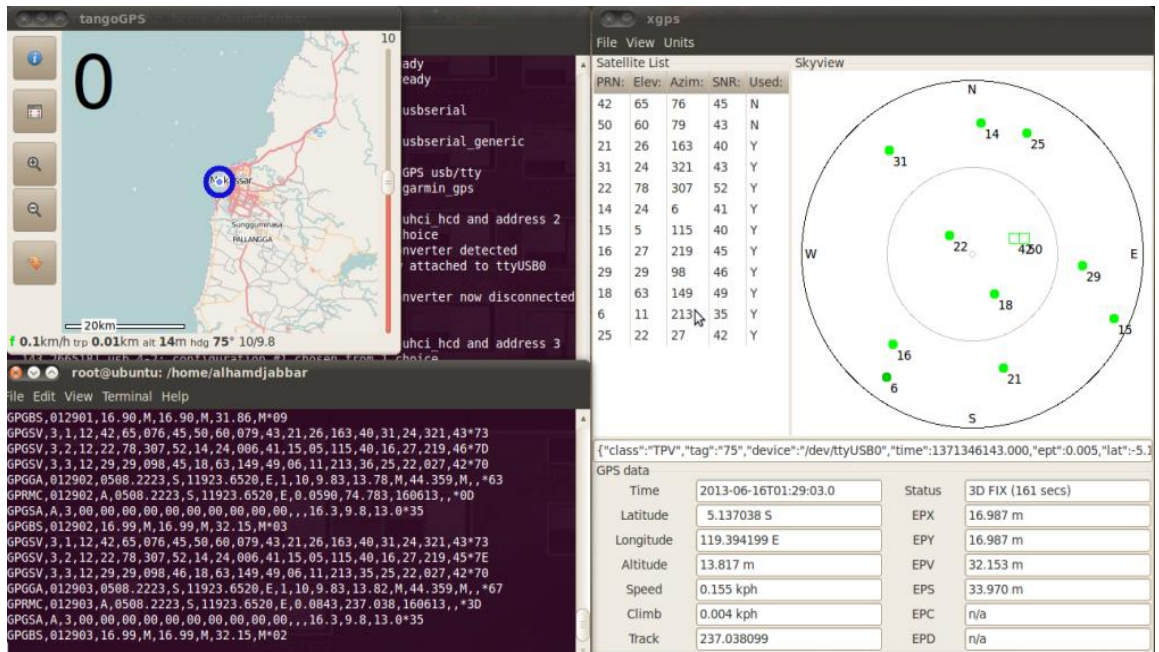 tangoGPS
0
10
Makassar
Sungguminasa
PALLANGGA
20km
f 0.1km/h trp 0.01km alt 14m hdg 75° 10/9.8
ady
eady
usbserial
usbserial_generic
GPS usb/tty
garmin_gps
uhci_hcd and address 2
hoice
nverter detected
attached to ttyUSB0
nverter now disconnected
uhci_hcd and address 3
root@ubuntu: /home/alhamdjabbar
File Edit View Terminal Help
GPGBS,012901,16.90,M,16.90,M,31.86,M*09
GPGSV,3,1,12,42,65,076,45,50,60,079,43,21,26,163,40,31,24,321,43*73
GPGSV,3,2,12,22,78,307,52,14,24,006,41,15,05,115,40,16,27,219,46*7D
GPGSV,3,3,12,29,29,098,45,18,63,149,49,06,11,213,36,25,22,027,42*70
GPGGA,012902,0508.2223,S,11923.6520,E,1,10,9.83,13.78,M,44.359,M,,*63
GPRMC,012902,A,0508.2223,S,11923.6520,E,0.0590,74.783,160613,,*0D
GPGSA,A,3,00,00,00,00,00,00,00,00,00,00,,,16.3,9.8,13.0*35
GPGBS,012902,16.99,M,16.99,M,32.15,M*03
GPGSV,3,1,12,42,65,076,45,50,60,079,43,21,26,163,40,31,24,321,43*73
GPGSV,3,2,12,22,78,307,52,14,24,006,41,15,05,115,40,16,27,219,45*7E
GPGSV,3,3,12,29,29,098,46,18,63,149,49,06,11,213,35,25,22,027,42*70
GPGGA,012903,0508.2223,S,11923.6520,E,1,10,9.83,13.82,M,44.359,M,,*67
GPRMC,012903,A,0508.2223,S,11923.6520,E,0.0843,237.038,160613,,*3D
GPGSA,A,3,00,00,00,00,00,00,00,00,00,00,,,16.3,9.8,13.0*35
GPGBS,012903,16.99,M,16.99,M,32.15,M*02
xgps
File View Units
Satellite List
PRN: Elev: Azim: SNR: Used:
42 65 76 45 N
50 60 79 43 N
21 26 163 40 Y
31 24 321 43 Y
22 78 307 52 Y
14 24 6 41 Y
15 5 115 40 Y
16 27 219 45 Y
29 29 98 46 Y
18 63 149 49 Y
6 11 213 35 Y
25 22 27 42 Y
Skyview
N
14
25
31
22
42
50
W
E
29
18
15
16
21
6
S
{"class":"TPV","tag":"75","device":"/dev/ttyUSB0","time":1371346143.000,"ept":0.005,"lat":-5.1
GPS data
Time 2013-06-16T01:29:03.0 Status 3D FIX (161 secs)
Latitude 5.137038 S EPX 16.987 m
Longitude 119.394199 E EPY 16.987 m
Altitude 13.817 m EPV 32.153 m
Speed 0.155 kph EPS 33.970 m
Climb 0.004 kph EPC n/a
Track 237.038099 EPD n/a